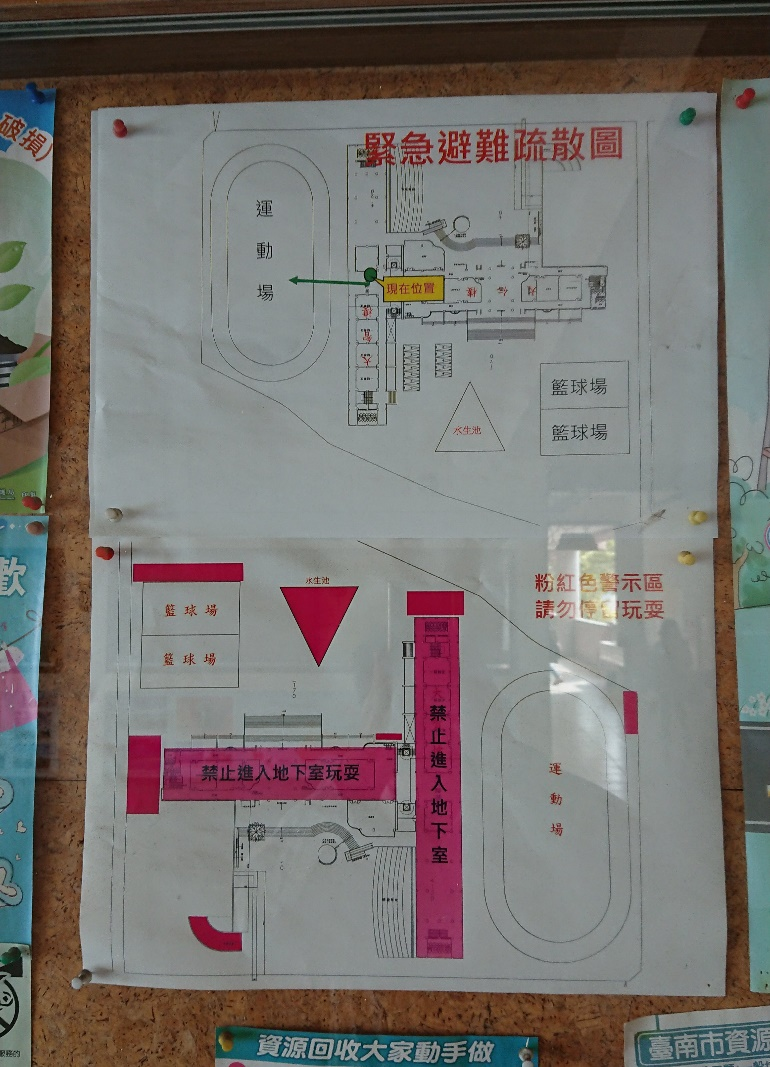 破損)
緊急避難疏散圖
運
動
場
現在位置
籃球場
籃球場
水生池
歡
水生池
粉紅色警示區
請勿停留玩耍
籃球場
籃球場
禁止進入地下室玩耍
禁止進入地下室
運
動
場
資源回收大家動手做
臺南市資源